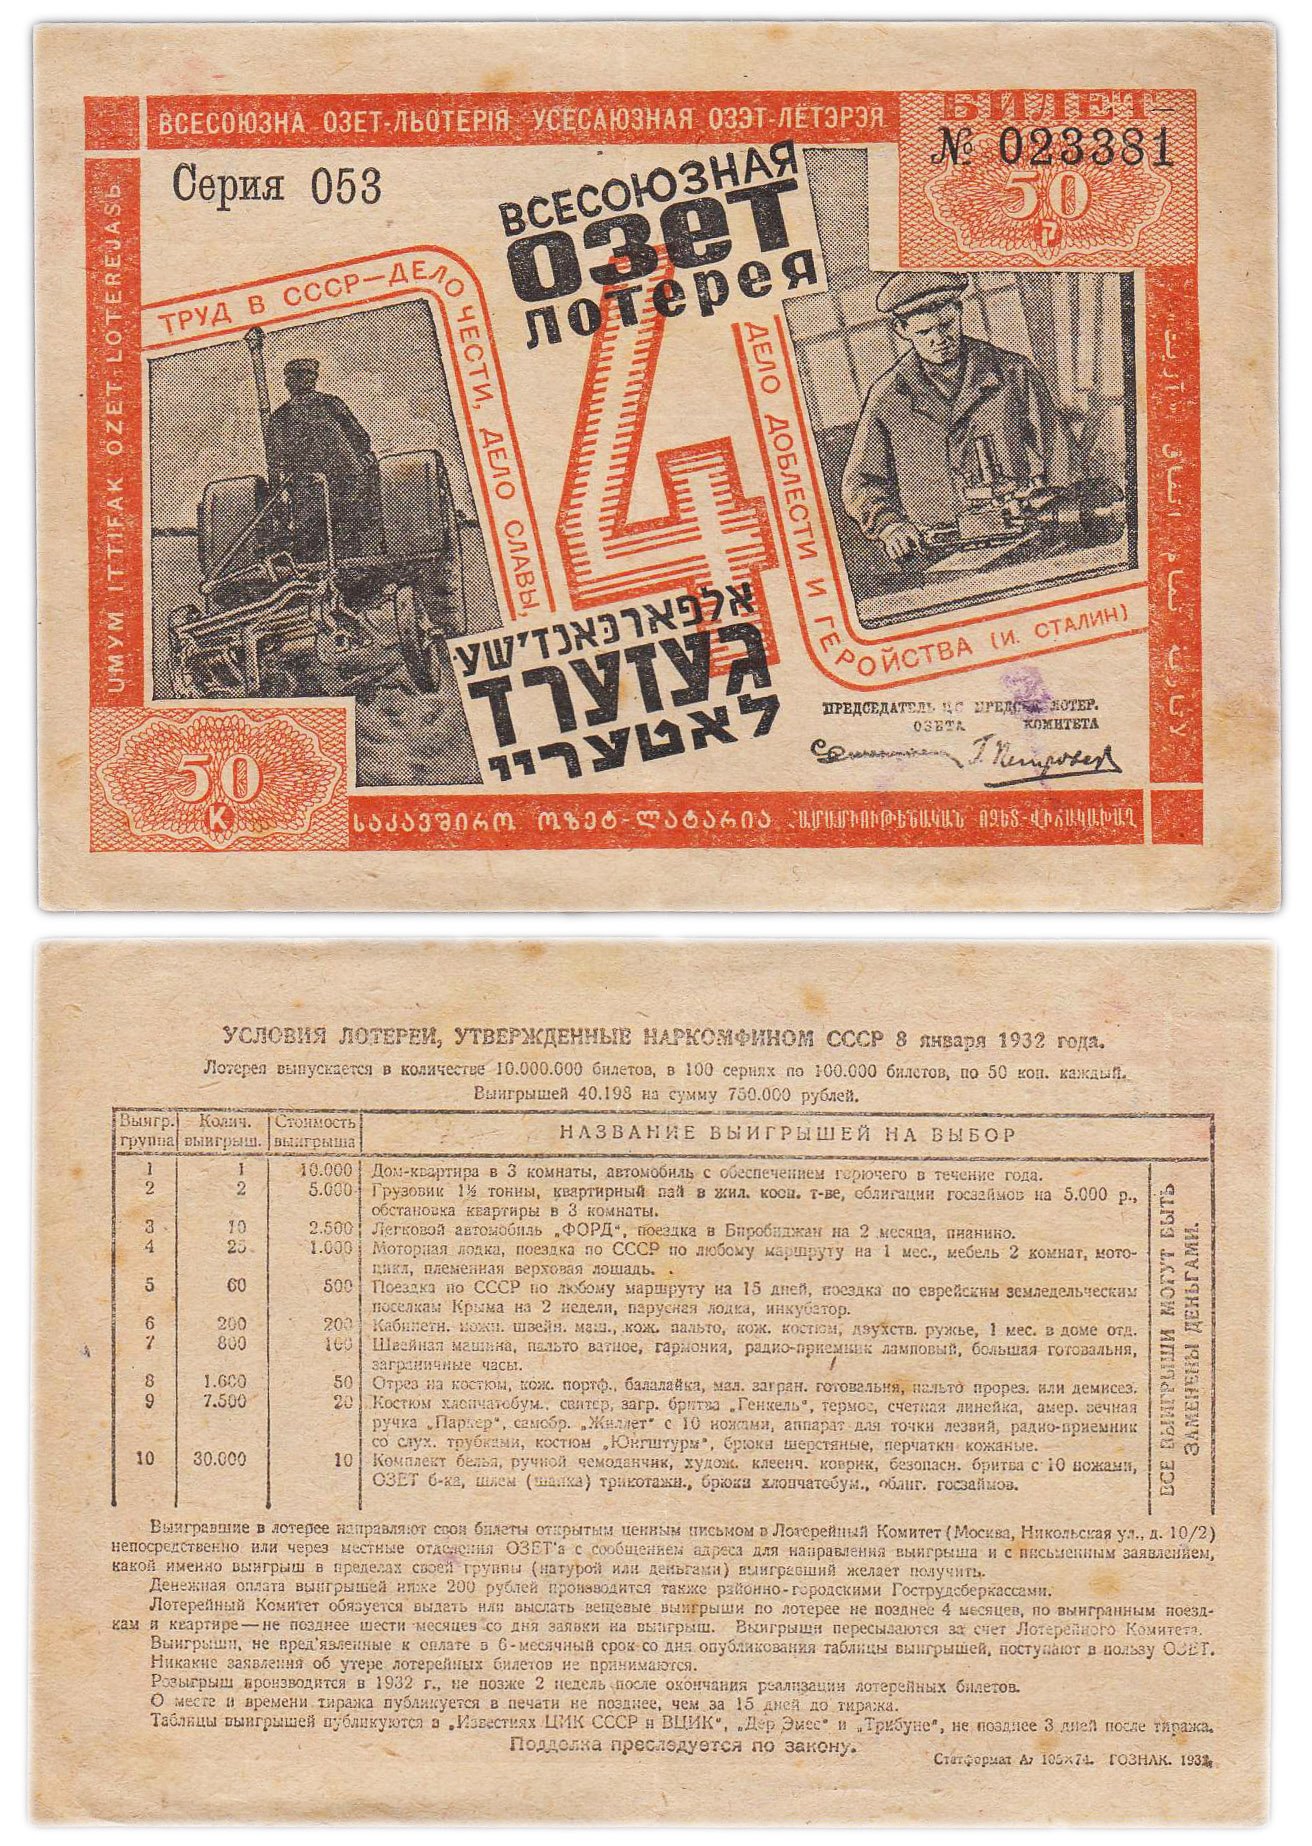 ВСЕСОЮЗНА ОЗЕТ-ЛЬОТЕРІЯ УСЕСАЮЗНАЯ ОЗЭТ-ЛЁТЭРЭЯ
БИЛЕТ
№ 023381
50
ק
Серия 053
UMYM ITTIFAK OZET-LOTEREJASЬ
ВСЕСОЮЗНАЯ
ОЗЕТ
ЛОТЕРЕЯ
4
ТРУД В СССР—ДЕЛО ЧЕСТИ, ДЕЛО СЛАВЫ,
ДЕЛО ДОБЛЕСТИ И ГЕРОЙСТВА (И. СТАЛИН)
אלפארבאנדישע
געזערד
לאטעריי
ПРЕДСЕДАТЕЛЬ ЦС ПРЕДСЕД. ЛОТЕР.
ОЗЕТА КОМИТЕТА
50
К
ՀԱՄԱՄԻՈՒԹԵՆԱԿԱՆ ՈԶԵՏ-ՎԻՃԱԿԱԽԱՂ
საკავშირო ოზეტ-ლატარია
УСЛОВИЯ ЛОТЕРЕИ, УТВЕРЖДЕННЫЕ НАРКОМФИНОМ СССР 8 января 1932 года.
Лотерея выпускается в количестве 10.000.000 билетов, в 100 сериях по 100.000 билетов, по 50 коп. каждый.
Выигрышей 40.198 на сумму 750.000 рублей.
Выигр. группа | Колич. выигрыш. | Стоимость выигрыша | НАЗВАНИЕ ВЫИГРЫШЕЙ НА ВЫБОР
1 1 10.000 Дом-квартира в 3 комнаты, автомобиль с обеспечением горючего в течение года.
2 2 5.000 Грузовик 1½ тонны, квартирный пай в жил. кооп. т-ве, облигации госзаймов на 5.000 р.,
обстановка квартиры в 3 комнаты.
3 10 2.500 Легковой автомобиль „ФОРД", поездка в Биробиджан на 2 месяца, пианино.
4 25 1.000 Моторная лодка, поездка по СССР по любому маршруту на 1 мес., мебель 2 комнат, мото-
цикл, племенная верховая лошадь.
5 60 500 Поездка по СССР по любому маршруту на 15 дней, поездка по еврейским земледельческим
поселкам Крыма на 2 недели, парусная лодка, инкубатор.
6 200 200 Кабинетн. ножн. швейн. маш., кож. пальто, кож. костюм, двухств. ружье, 1 мес. в доме отд.
7 800 100 Швейная машина, пальто ватное, гармония, радио-приемник ламповый, большая готовальня,
заграничные часы.
8 1.600 50 Отрез на костюм, кож. портф., балалайка, мал. загран. готовальня, пальто прорез. или демисез.
9 7.500 20 Костюм хлопчатобум., свитер, загр. бритва „Генкель", термос, счетная линейка, амер. вечная
ручка „Паркер", самобр. „Жиллет" с 10 ножами, аппарат для точки лезвий, радио-приемник
со слух. трубками, костюм „Юнгштурм", брюки шерстяные, перчатки кожаные.
10 30.000 10 Комплект белья, ручной чемоданчик, худож. клеенч. коврик, безопасн. бритва с 10 ножами,
ОЗЕТ б-ка, шлем (шапка) трикотажн., брюки хлопчатобум., облиг. госзаймов.
ВСЕ ВЫИГРЫШИ МОГУТ БЫТЬ
ЗАМЕНЕНЫ ДЕНЬГАМИ.
Выигравшие в лотерее направляют свои билеты открытым ценным письмом в Лотерейный Комитет (Москва, Никольская ул., д. 10/2)
непосредственно или через местные отделения ОЗЕТ'а с сообщением адреса для направления выигрыша и с письменным заявлением,
какой именно выигрыш в пределах своей группы (натурой или деньгами) выигравший желает получить.
Денежная оплата выигрышей ниже 200 рублей производится также районно-городскими Гострудсберкассами.
Лотерейный Комитет обязуется выдать или выслать вещевые выигрыши по лотерее не позднее 4 месяцев, по выигранным поезд-
кам и квартире—не позднее шести месяцев со дня заявки на выигрыш. Выигрыши пересылаются за счет Лотерейного Комитета.
Выигрыши, не пред'явленные к оплате в 6-месячный срок со дня опубликования таблицы выигрышей, поступают в пользу ОЗЕТ.
Никакие заявления об утере лотерейных билетов не принимаются.
Розыгрыш производится в 1932 г., не позже 2 недель после окончания реализации лотерейных билетов.
О месте и времени тиража публикуется в печати не позднее, чем за 15 дней до тиража.
Таблицы выигрышей публикуются в „Известиях ЦИК СССР и ВЦИК", „Дер Эмес" и „Трибуне", не позднее 3 дней после тиража.
Подделка преследуется по закону.
Статформат А7 105×74. ГОЗНАК. 1932.